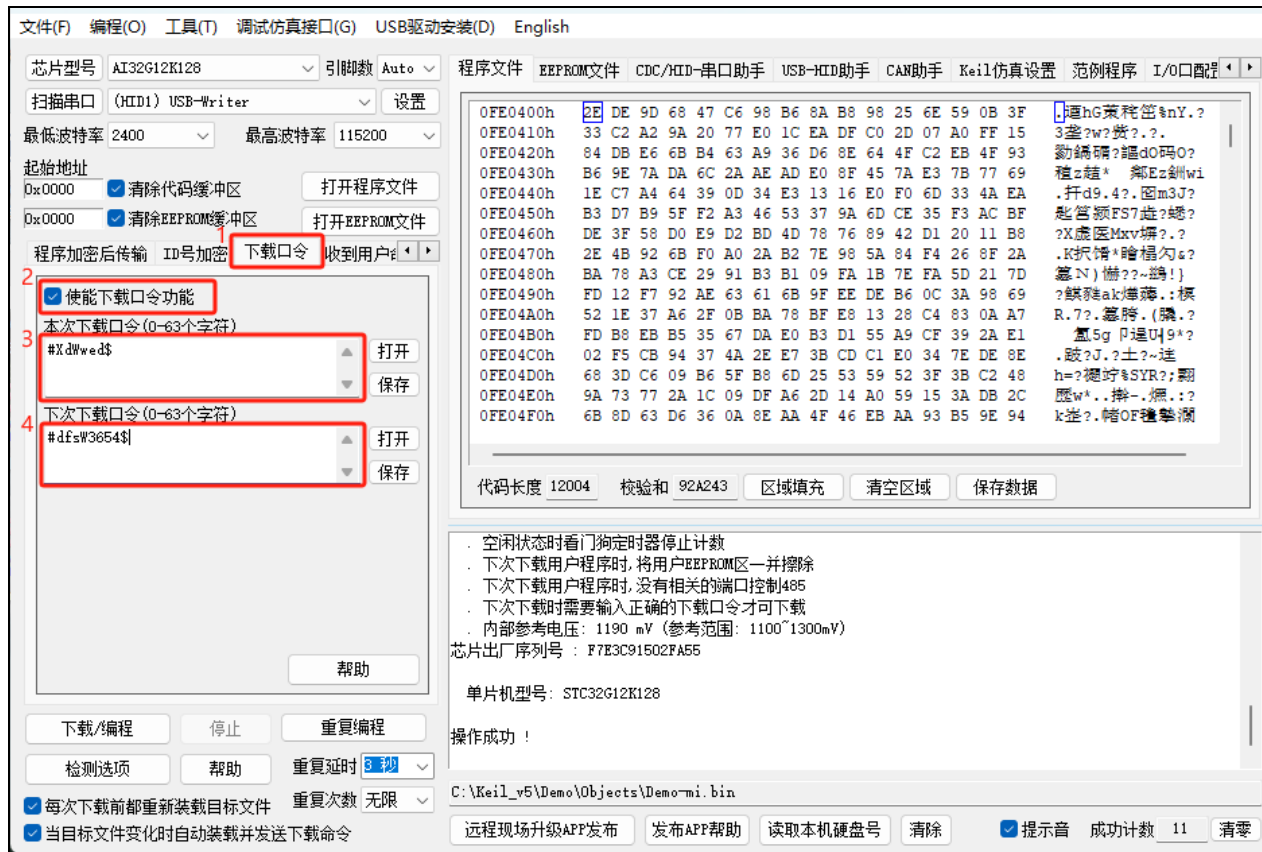 文件(F) 编程(O) 工具(T) 调试仿真接口(G) USB驱动安装(D) English
芯片型号 AI32G12K128 引脚数 Auto
扫描串口 (HID1) USB-Writer 设置
最低波特率 2400 最高波特率 115200
起始地址
0x0000 清除代码缓冲区 打开程序文件
0x0000 清除EEPROM缓冲区 打开EEPROM文件
1
程序加密后传输 ID号加密 下载口令 收到用户
2
使能下载口令功能
本次下载口令(0-63个字符)
3
#XdWwed$
打开
保存
下次下载口令(0-63个字符)
4
#dfsW3654$
打开
保存
帮助
下载/编程 停止 重复编程
检测选项 帮助 重复延时 3 秒
每次下载前都重新装载目标文件 重复次数 无限
当目标文件变化时自动装载并发送下载命令
程序文件 EEPROM文件 CDC/HID-串口助手 USB-HID助手 CAN助手 Keil仿真设置 范例程序 I/O口配
0FE0400h 2E DE 9D 68 47 C6 98 B6 8A B8 98 25 6E 59 0B 3F
0FE0410h 33 C2 A2 9A 20 77 E0 1C EA DF C0 2D 07 A0 FF 15
0FE0420h 84 DB E6 6B B4 63 A9 36 D6 8E 64 4F C2 EB 4F 93
0FE0430h B6 9E 7A DA 6C 2A AE AD E0 8F 45 7A E3 7B 77 69
0FE0440h 1E C7 A4 64 39 0D 34 E3 13 16 E0 F0 6D 33 4A EA
0FE0450h B3 D7 B9 5F F2 A3 46 53 37 9A 6D CE 35 F3 AC BF
0FE0460h DE 3F 58 D0 E9 D2 BD 4D 78 76 89 42 D1 20 11 B8
0FE0470h 2E 4B 92 6B F0 A0 2A B2 7E 98 5A 84 F4 26 8F 2A
0FE0480h BA 78 A3 CE 29 91 B3 B1 09 FA 1B 7E FA 5D 21 7D
0FE0490h FD 12 F7 92 AE 63 61 6B 9F EE DE B6 0C 3A 98 69
0FE04A0h 52 1E 37 A6 2F 0B BA 78 BF E8 13 28 C4 83 0A A7
0FE04B0h FD B8 EB B5 35 67 DA E0 B3 D1 55 A9 CF 39 2A E1
0FE04C0h 02 F5 CB 94 37 4A 2E E7 3B CD C1 E0 34 7E DE 8E
0FE04D0h 68 3D C6 09 B6 5F B8 6D 25 53 59 52 3F 3B C2 48
0FE04E0h 9A 73 77 2A 1C 09 DF A6 2D 14 A0 59 15 3A DB 2C
0FE04F0h 6B 8D 63 D6 36 0A 8E AA 4F 46 EB AA 93 B5 9E 94
代码长度 12004 校验和 92A243 区域填充 清空区域 保存数据
. 空闲状态时看门狗定时器停止计数
. 下次下载用户程序时,将用户EEPROM区一并擦除
. 下次下载用户程序时,没有相关的端口控制485
. 下次下载时需要输入正确的下载口令才可下载
. 内部参考电压: 1190 mV (参考范围: 1100~1300mV)
芯片出厂序列号 : F7E3C91502FA55
单片机型号: STC32G12K128
操作成功 !
C:\Keil_v5\Demo\Objects\Demo-mi.bin
远程现场升级APP发布 发布APP帮助 读取本机硬盘号 清除 提示音 成功计数 11 清零